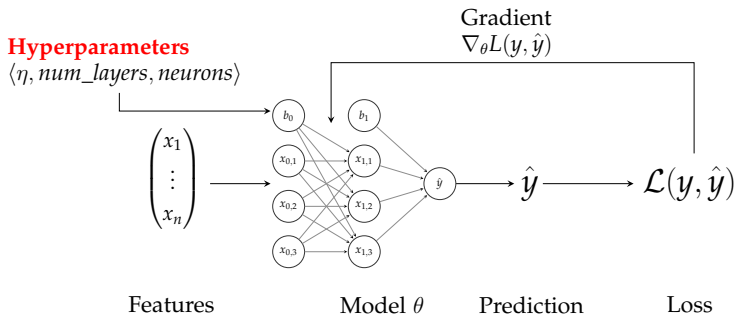 Gradient
∇θL(y, ŷ)
Hyperparameters
⟨η, num_layers, neurons⟩
b0 b1
x1
⋮
xn
x0,1 x1,1
x0,2 x1,2
x0,3 x1,3
ŷ
ŷ
ℒ(y, ŷ)
Features Model θ Prediction Loss